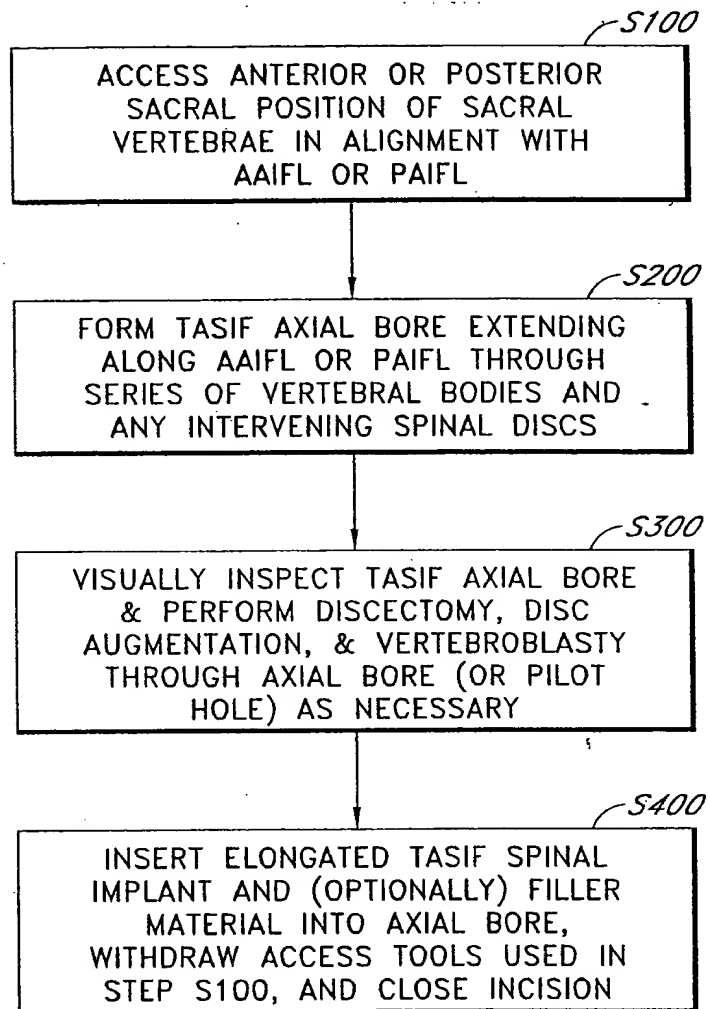 S100
ACCESS ANTERIOR OR POSTERIOR
SACRAL POSITION OF SACRAL
VERTEBRAE IN ALIGNMENT WITH
AAIFL OR PAIFL
S200
FORM TASIF AXIAL BORE EXTENDING
ALONG AAIFL OR PAIFL THROUGH
SERIES OF VERTEBRAL BODIES AND
ANY INTERVENING SPINAL DISCS
S300
VISUALLY INSPECT TASIF AXIAL BORE
& PERFORM DISCECTOMY, DISC
AUGMENTATION, & VERTEBROBLASTY
THROUGH AXIAL BORE (OR PILOT
HOLE) AS NECESSARY
S400
INSERT ELONGATED TASIF SPINAL
IMPLANT AND (OPTIONALLY) FILLER
MATERIAL INTO AXIAL BORE,
WITHDRAW ACCESS TOOLS USED IN
STEP S100, AND CLOSE INCISION